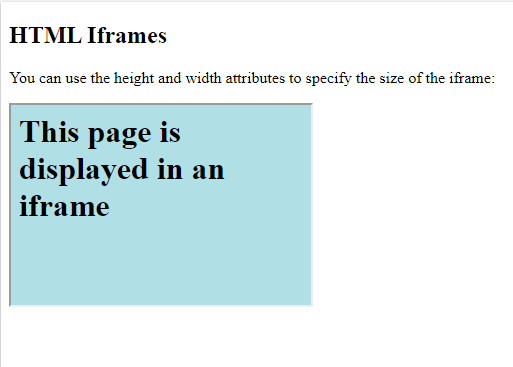 HTML Iframes
You can use the height and width attributes to specify the size of the iframe:
This page is
displayed in an
iframe